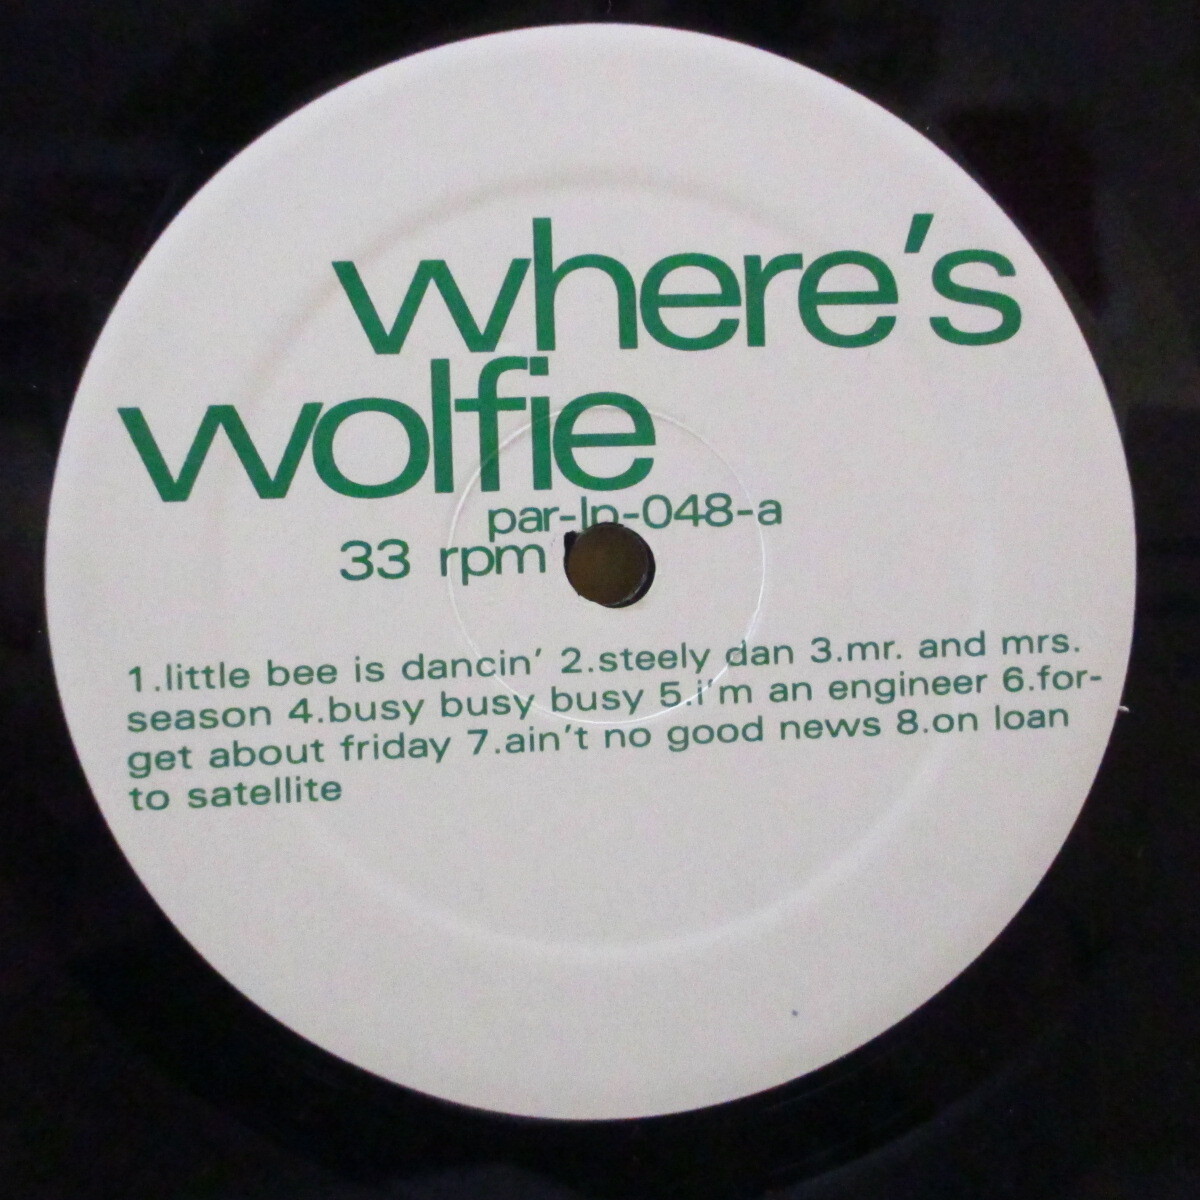 where's
wolfie
par-lp-048-a
33 rpm
1.little bee is dancin' 2.steely dan 3.mr. and mrs.
season 4.busy busy busy 5.i'm an engineer 6.for-
get about friday 7.ain't no good news 8.on loan
to satellite